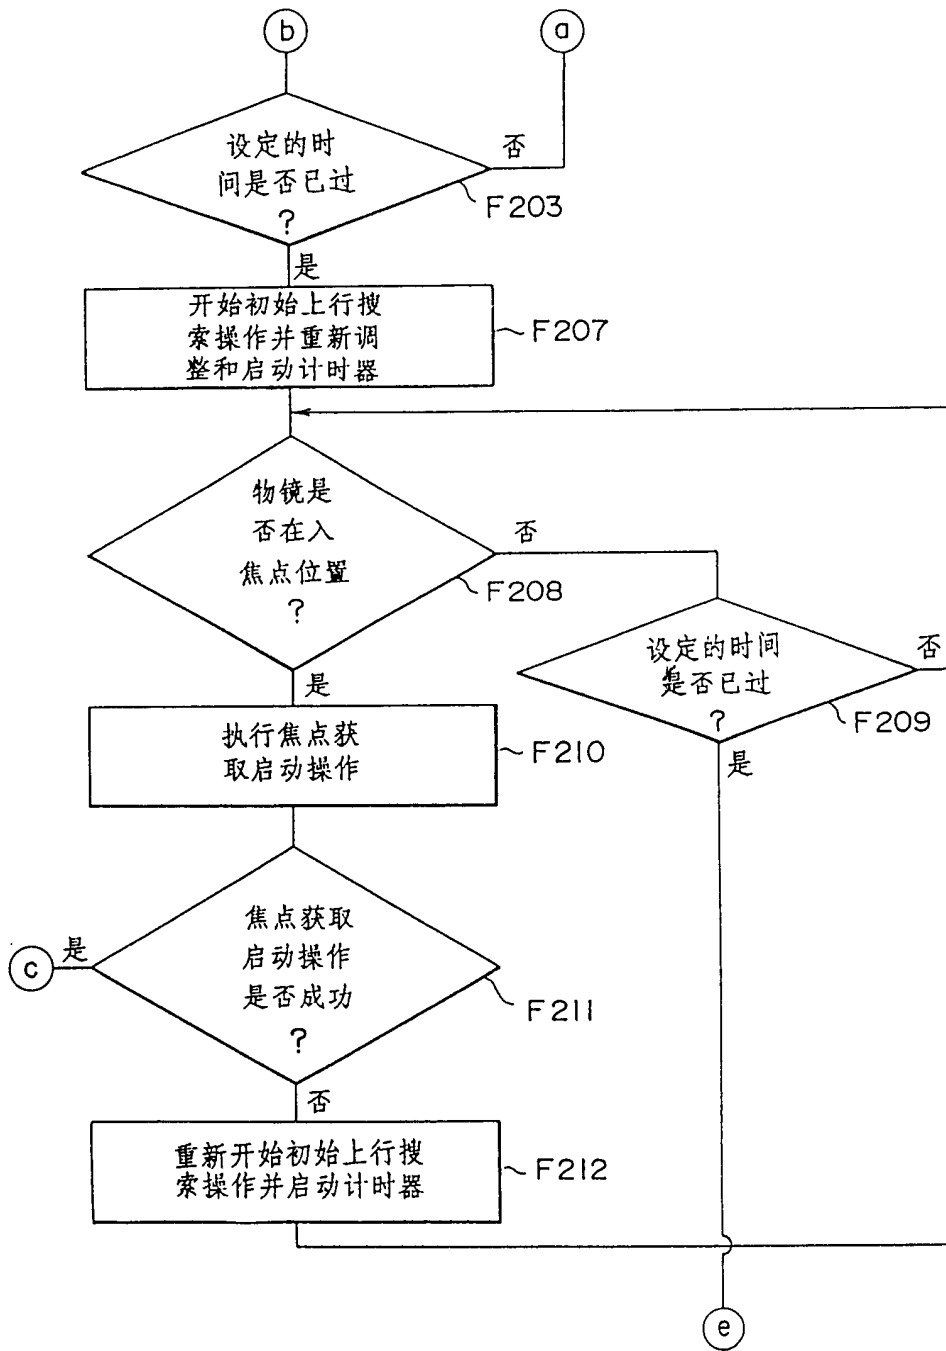 b
a
设定的时
间是否已过
?
否
F203
是
开始初始上行搜
索操作并重新调
整和启动计时器
F207
物镜是
否在入
焦点位置
?
否
F208
是
设定的时间
是否已过
?
否
F209
是
执行焦点获
取启动操作
F210
焦点获取
启动操作
是否成功
?
是
c
F211
否
重新开始初始上行搜
索操作并启动计时器
F212
e